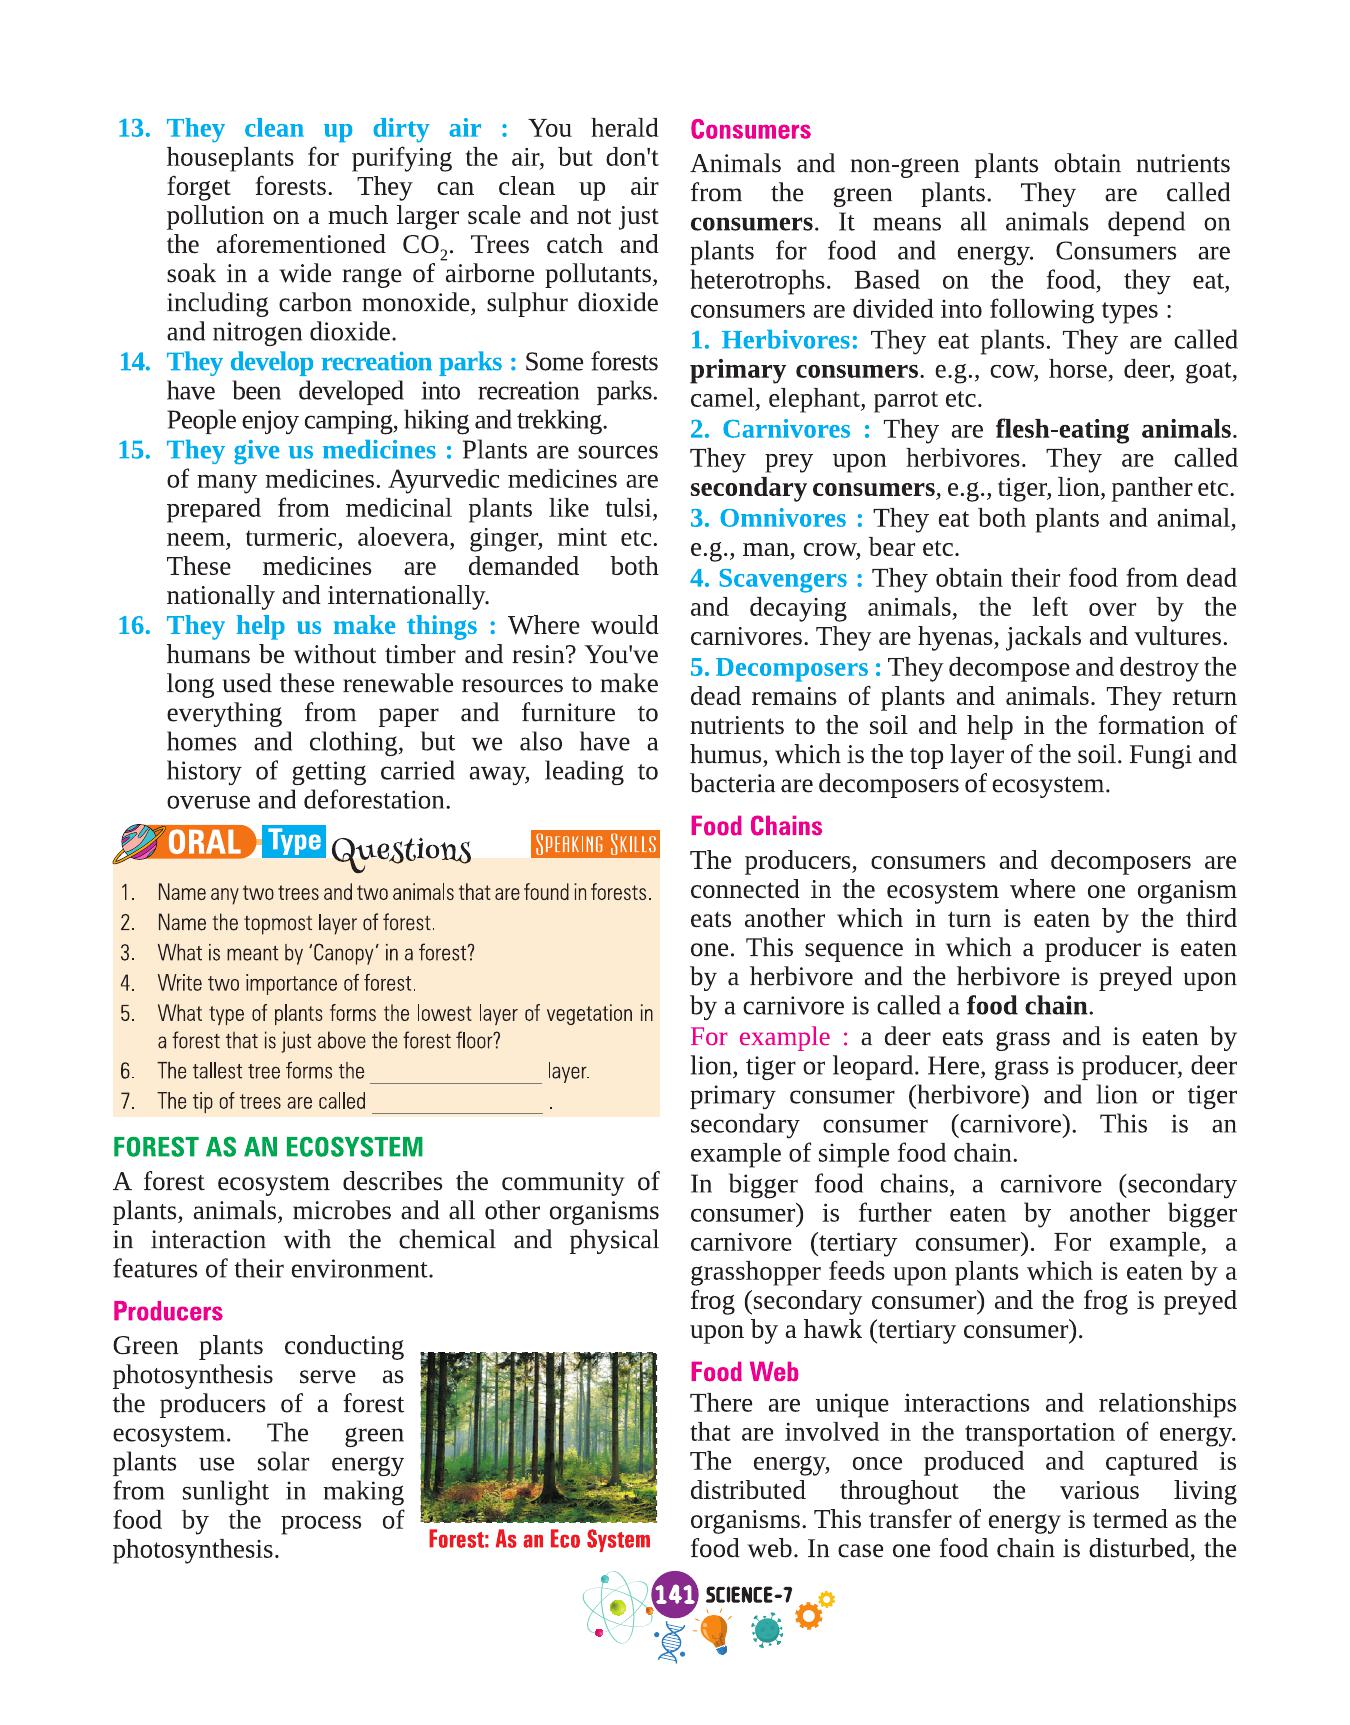 13. They clean up dirty air : You herald
houseplants for purifying the air, but don't
forget forests. They can clean up air
pollution on a much larger scale and not just
the aforementioned CO2. Trees catch and
soak in a wide range of airborne pollutants,
including carbon monoxide, sulphur dioxide
and nitrogen dioxide.
14. They develop recreation parks : Some forests
have been developed into recreation parks.
People enjoy camping, hiking and trekking.
15. They give us medicines : Plants are sources
of many medicines. Ayurvedic medicines are
prepared from medicinal plants like tulsi,
neem, turmeric, aloevera, ginger, mint etc.
These medicines are demanded both
nationally and internationally.
16. They help us make things : Where would
humans be without timber and resin? You've
long used these renewable resources to make
everything from paper and furniture to
homes and clothing, but we also have a
history of getting carried away, leading to
overuse and deforestation.
ORAL Type Questions SPEAKING SKILLS
1. Name any two trees and two animals that are found in forests.
2. Name the topmost layer of forest.
3. What is meant by ‘Canopy’ in a forest?
4. Write two importance of forest.
5. What type of plants forms the lowest layer of vegetation in
a forest that is just above the forest floor?
6. The tallest tree forms the ______________ layer.
7. The tip of trees are called ______________ .
FOREST AS AN ECOSYSTEM
A forest ecosystem describes the community of
plants, animals, microbes and all other organisms
in interaction with the chemical and physical
features of their environment.
Producers
Green plants conducting
photosynthesis serve as
the producers of a forest
ecosystem. The green
plants use solar energy
from sunlight in making
food by the process of
photosynthesis.
Forest: As an Eco System
Consumers
Animals and non-green plants obtain nutrients
from the green plants. They are called
consumers. It means all animals depend on
plants for food and energy. Consumers are
heterotrophs. Based on the food, they eat,
consumers are divided into following types :
1. Herbivores: They eat plants. They are called
primary consumers. e.g., cow, horse, deer, goat,
camel, elephant, parrot etc.
2. Carnivores : They are flesh-eating animals.
They prey upon herbivores. They are called
secondary consumers, e.g., tiger, lion, panther etc.
3. Omnivores : They eat both plants and animal,
e.g., man, crow, bear etc.
4. Scavengers : They obtain their food from dead
and decaying animals, the left over by the
carnivores. They are hyenas, jackals and vultures.
5. Decomposers : They decompose and destroy the
dead remains of plants and animals. They return
nutrients to the soil and help in the formation of
humus, which is the top layer of the soil. Fungi and
bacteria are decomposers of ecosystem.
Food Chains
The producers, consumers and decomposers are
connected in the ecosystem where one organism
eats another which in turn is eaten by the third
one. This sequence in which a producer is eaten
by a herbivore and the herbivore is preyed upon
by a carnivore is called a food chain.
For example : a deer eats grass and is eaten by
lion, tiger or leopard. Here, grass is producer, deer
primary consumer (herbivore) and lion or tiger
secondary consumer (carnivore). This is an
example of simple food chain.
In bigger food chains, a carnivore (secondary
consumer) is further eaten by another bigger
carnivore (tertiary consumer). For example, a
grasshopper feeds upon plants which is eaten by a
frog (secondary consumer) and the frog is preyed
upon by a hawk (tertiary consumer).
Food Web
There are unique interactions and relationships
that are involved in the transportation of energy.
The energy, once produced and captured is
distributed throughout the various living
organisms. This transfer of energy is termed as the
food web. In case one food chain is disturbed, the
141 SCIENCE-7